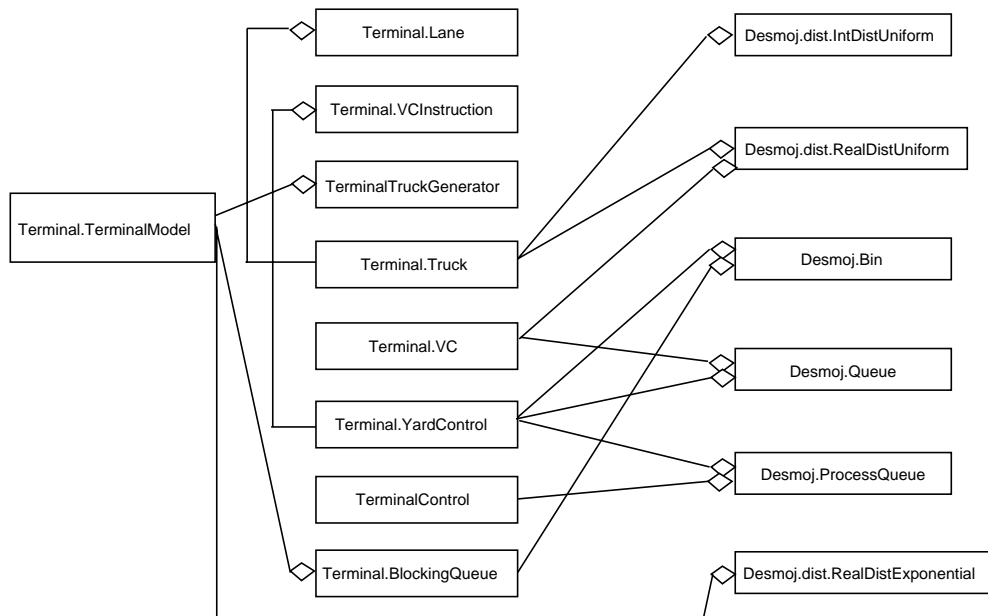 Terminal.Lane
Desmoj.dist.IntDistUniform
Terminal.VCInstruction
Desmoj.dist.RealDistUniform
TerminalTruckGenerator
Terminal.TerminalModel
Terminal.Truck
Desmoj.Bin
Terminal.VC
Desmoj.Queue
Terminal.YardControl
Desmoj.ProcessQueue
TerminalControl
Terminal.BlockingQueue
Desmoj.dist.RealDistExponential